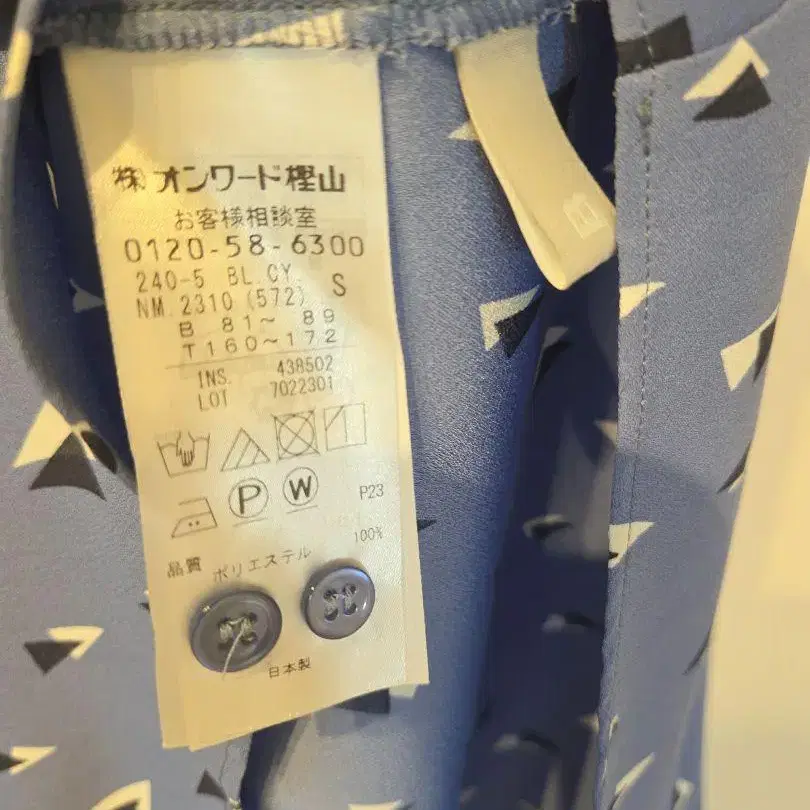 ㈱オンワード樫山
お客様相談室
0120-58-6300
240-5 BL.CY. S
NM.2310 (572)
B 81〜 89
T160〜172
INS. 438502
LOT 7022301
P W P23
品質 ポリエステル 100%
日本製